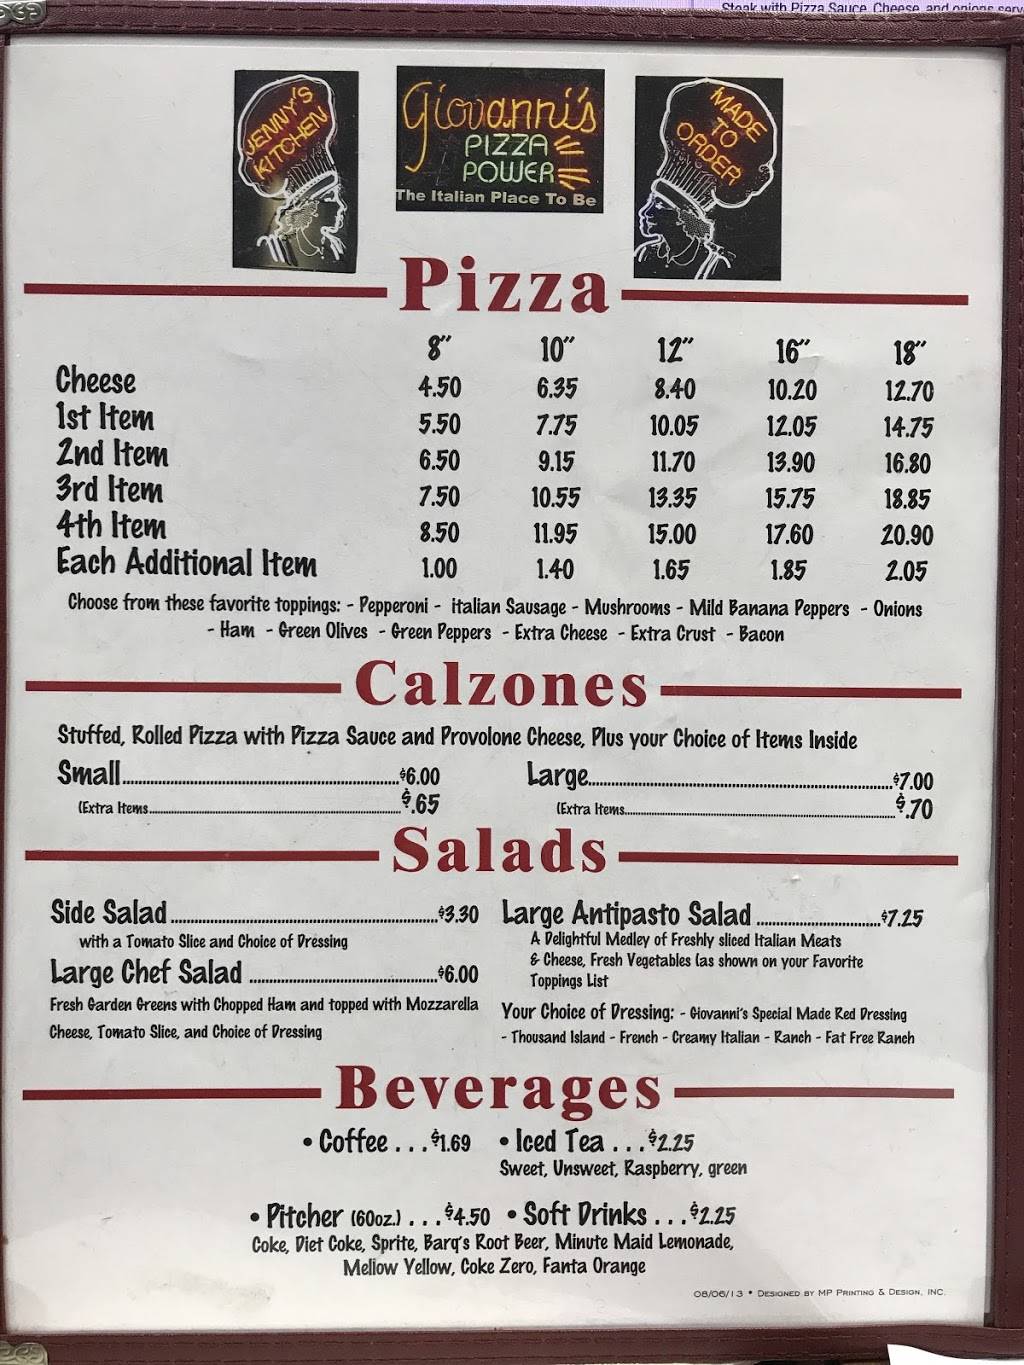 Steak with Pizza Sauce, Cheese, and onions serv
JENNY'S
KITCHEN
Giovanni's
PIZZA
POWER
The Italian Place To Be
MADE
TO
ORDER
Pizza
8" 10" 12" 16" 18"
Cheese 4.50 6.35 8.40 10.20 12.70
1st Item 5.50 7.75 10.05 12.05 14.75
2nd Item 6.50 9.15 11.70 13.90 16.80
3rd Item 7.50 10.55 13.35 15.75 18.85
4th Item 8.50 11.95 15.00 17.60 20.90
Each Additional Item 1.00 1.40 1.65 1.85 2.05
Choose from these favorite toppings: - Pepperoni - italian Sausage - Mushrooms - Mild Banana Peppers - Onions
- Ham - Green Olives - Green Peppers - Extra Cheese - Extra Crust - Bacon
Calzones
Stuffed, Rolled Pizza with Pizza Sauce and Provolone Cheese, Plus your Choice of Items Inside
Small........$6.00 Large........$7.00
(Extra Items........$.65 (Extra Items........$.70
Salads
Side Salad........$3.30
with a Tomato Slice and Choice of Dressing
Large Chef Salad........$6.00
Fresh Garden Greens with Chopped Ham and topped with Mozzarella
Cheese, Tomato Slice, and Choice of Dressing
Large Antipasto Salad........$7.25
A Delightful Medley of Freshly sliced Italian Meats
& Cheese, Fresh Vegetables (as shown on your Favorite
Toppings List
Your Choice of Dressing: - Giovanni's Special Made Red Dressing
- Thousand Island - French - Creamy Italian - Ranch - Fat Free Ranch
Beverages
• Coffee . . . $1.69 • Iced Tea . . . $2.25
Sweet, Unsweet, Raspberry, green
• Pitcher (60oz.) . . . $4.50 • Soft Drinks . . . $2.25
Coke, Diet Coke, Sprite, Barq's Root Beer, Minute Maid Lemonade,
Mellow Yellow, Coke Zero, Fanta Orange
08/06/13 • DESIGNED BY MP PRINTING & DESIGN, INC.